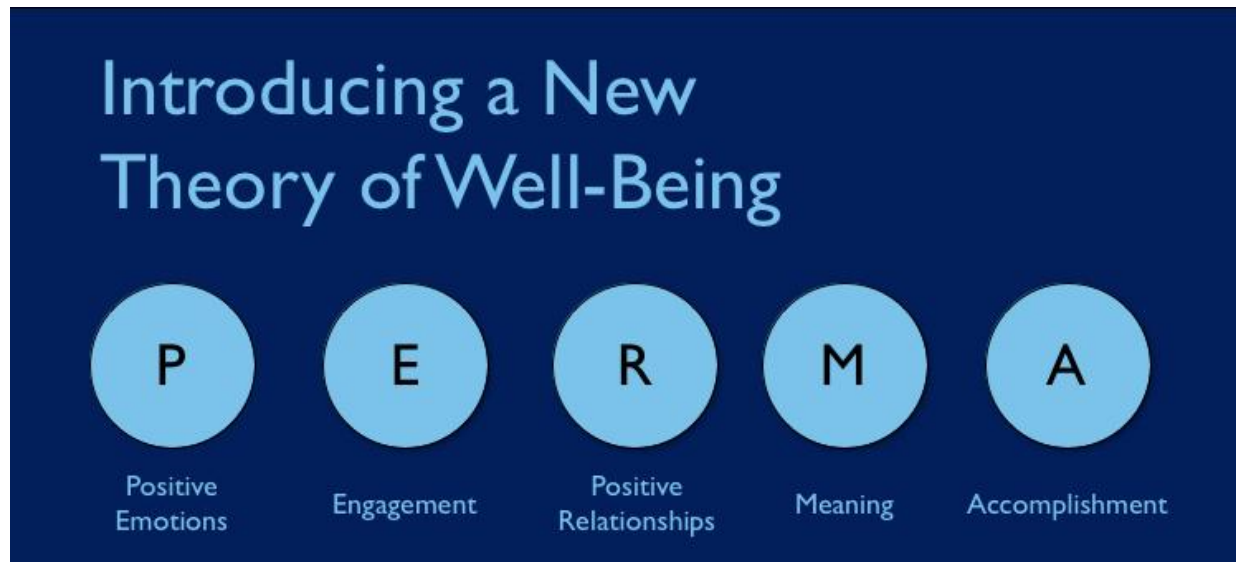 Introducing a New
Theory of Well-Being
P
E
R
M
A
Positive
Emotions
Engagement
Positive
Relationships
Meaning
Accomplishment